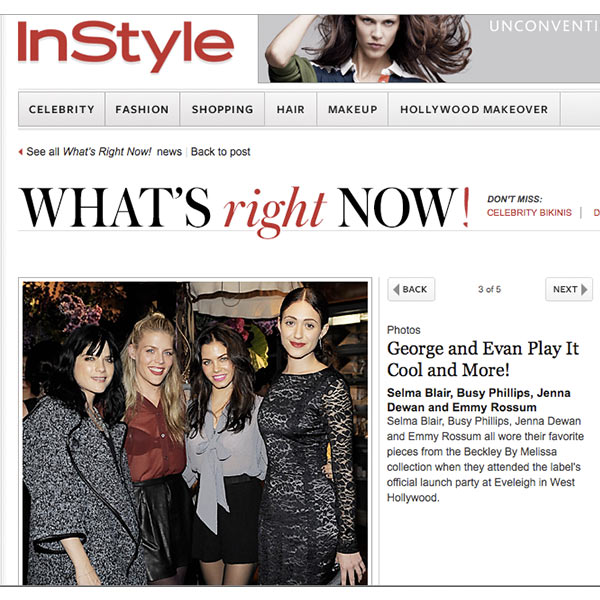 InStyle
UNCONVENTI
CELEBRITY
FASHION
SHOPPING
HAIR
MAKEUP
HOLLYWOOD MAKEOVER
See all What's Right Now! news | Back to post
WHAT'S right NOW!
DON'T MISS:
CELEBRITY BIKINIS | D
BACK
3 of 5
NEXT
Photos
George and Evan Play It
Cool and More!
Selma Blair, Busy Phillips, Jenna
Dewan and Emmy Rossum
Selma Blair, Busy Phillips, Jenna Dewan
and Emmy Rossum all wore their favorite
pieces from the Beckley By Melissa
collection when they attended the label's
official launch party at Eveleigh in West
Hollywood.